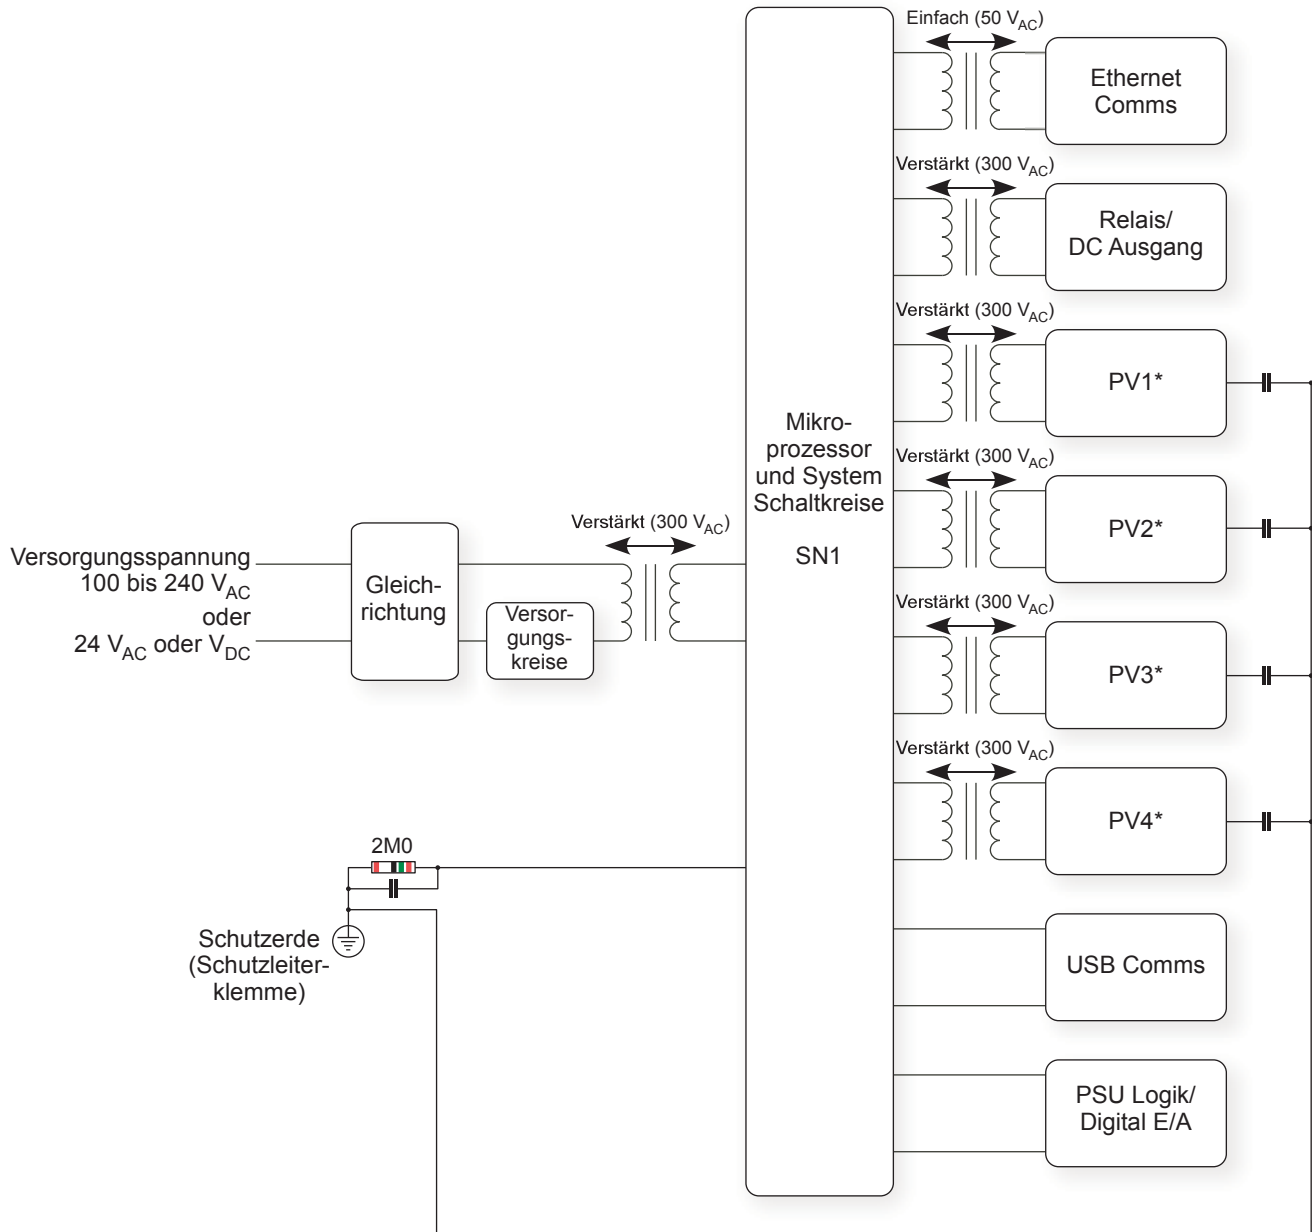 Einfach (50 VAC)
Ethernet
Comms
Verstärkt (300 VAC)
Relais/
DC Ausgang
Verstärkt (300 VAC)
PV1*
Mikro-
prozessor
und System
Schaltkreise
SN1
Verstärkt (300 VAC)
PV2*
Verstärkt (300 VAC)
Versorgungsspannung
100 bis 240 VAC
oder
24 VAC oder VDC
Gleich-
richtung
Versor-
gungs-
kreise
Verstärkt (300 VAC)
PV3*
Verstärkt (300 VAC)
PV4*
2M0
Schutzerde
(Schutzleiter-
klemme)
USB Comms
PSU Logik/
Digital E/A